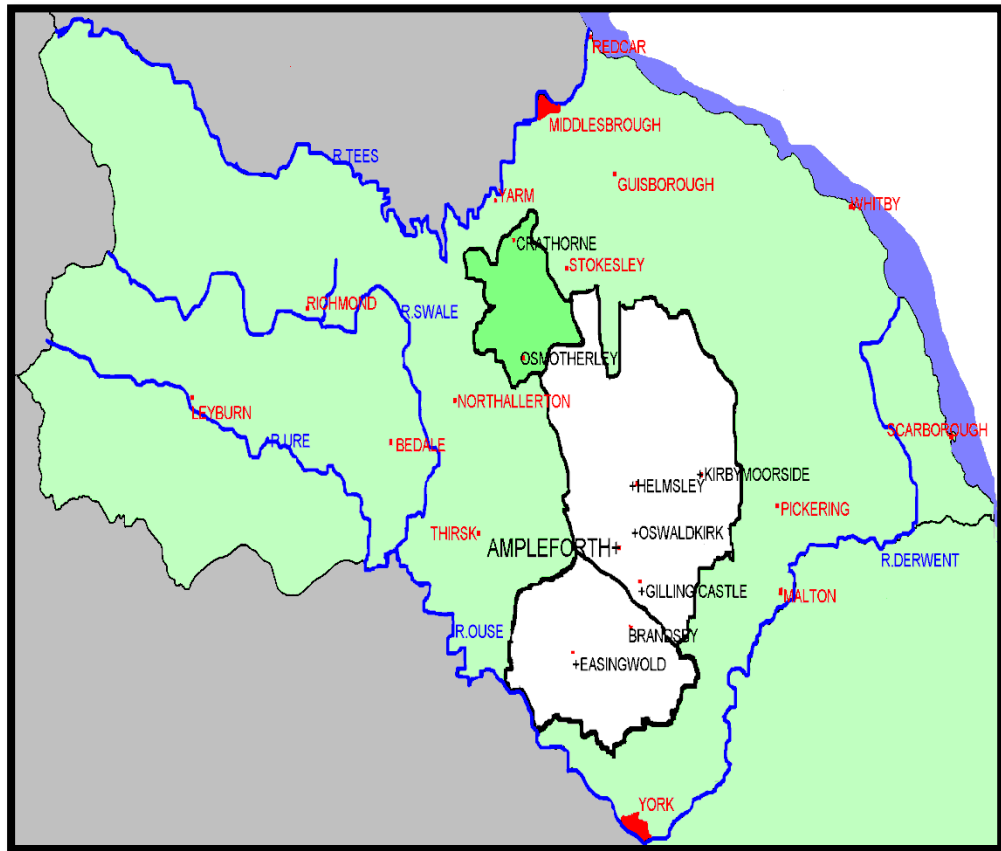 REDCAR
MIDDLESBROUGH
R.TEES
GUISBOROUGH
YARM
WHITBY
CRATHORNE
STOKESLEY
RICHMOND
R.SWALE
OSMOTHERLEY
LEYBURN
NORTHALLERTON
SCARBOROUGH
R.URE
BEDALE
+KIRBYMOORSIDE
+HELMSLEY
PICKERING
THIRSK
+OSWALDKIRK
AMPLEFORTH+
R.DERWENT
+GILLING CASTLE
MALTON
R.OUSE
BRANDSBY
+EASINGWOLD
YORK